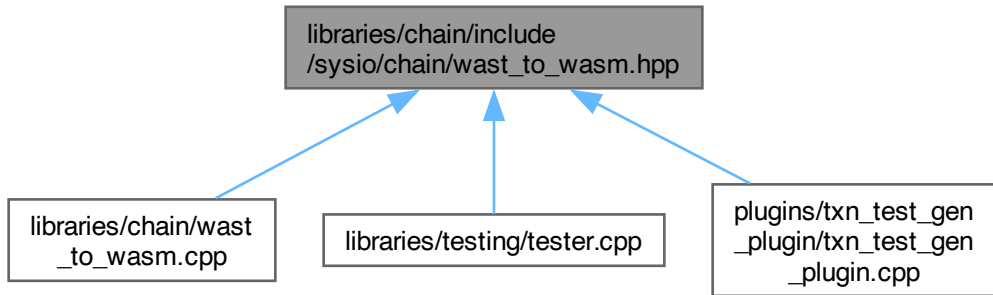 libraries/chain/include
/sysio/chain/wast_to_wasm.hpp
libraries/chain/wast
_to_wasm.cpp
libraries/testing/tester.cpp
plugins/txn_test_gen
_plugin/txn_test_gen
_plugin.cpp